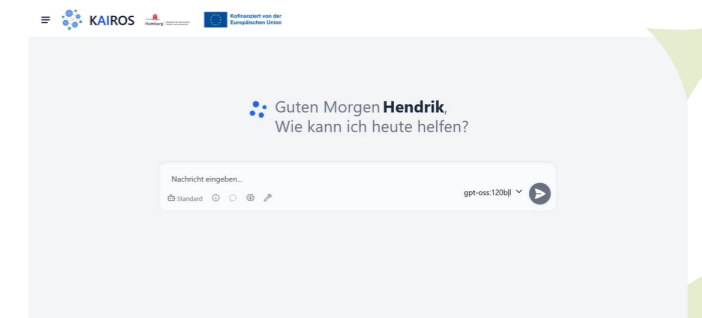 KAIROS
Hamburg
Kofinanziert von der
Europäischen Union
Guten Morgen Hendrik,
Wie kann ich heute helfen?
Nachricht eingeben...
Standard
gpt-oss:120b